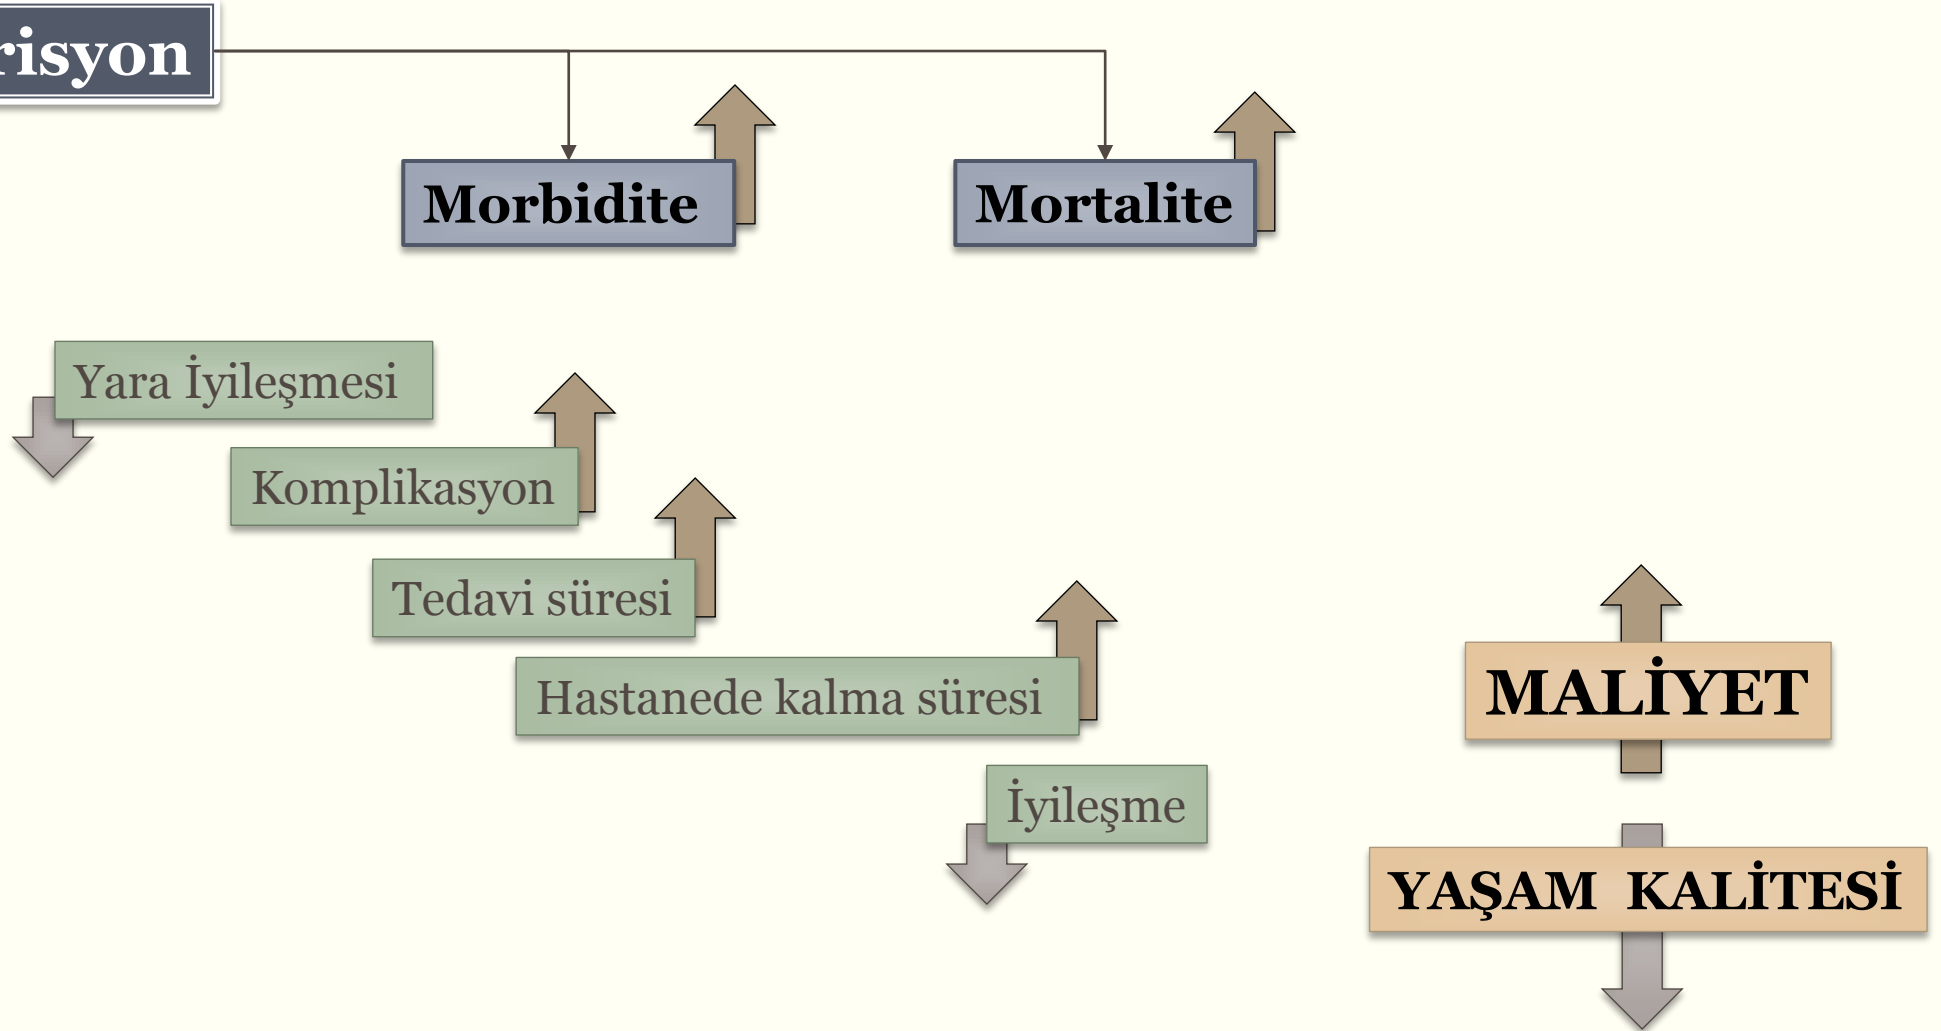 risyon
Morbidite
Mortalite
Yara İyileşmesi
Komplikasyon
Tedavi süresi
Hastanede kalma süresi
İyileşme
MALİYET
YAŞAM KALİTESİ